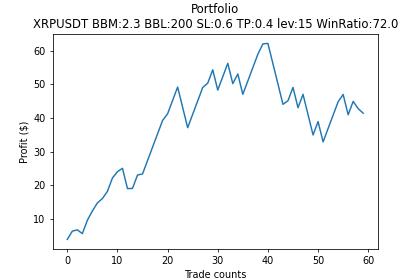 Portfolio
XRPUSDT BBM:2.3 BBL:200 SL:0.6 TP:0.4 lev:15 WinRatio:72.0
60
50
40
30
20
10
Profit ($)
0 10 20 30 40 50 60
Trade counts